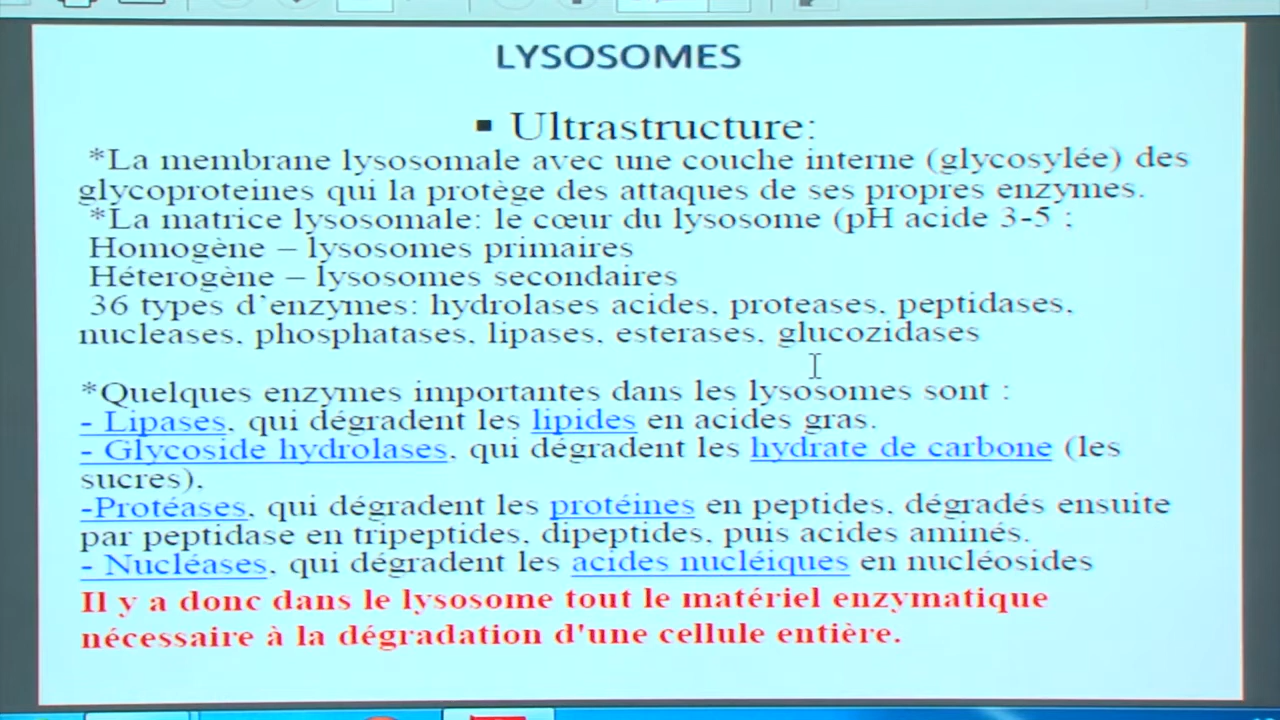 LYSOSOMES
▪ Ultrastructure:
*La membrane lysosomale avec une couche interne (glycosylée) des
glycoproteines qui la protège des attaques de ses propres enzymes.
*La matrice lysosomale: le cœur du lysosome (pH acide 3-5 ;
Homogène – lysosomes primaires
Hétérogène – lysosomes secondaires
36 types d'enzymes: hydrolases acides, proteases, peptidases,
nucleases, phosphatases, lipases, esterases, glucozidases
*Quelques enzymes importantes dans les lysosomes sont :
- Lipases, qui dégradent les lipides en acides gras.
- Glycoside hydrolases, qui dégradent les hydrate de carbone (les
sucres),
-Protéases, qui dégradent les protéines en peptides, dégradés ensuite
par peptidase en tripeptides, dipeptides, puis acides aminés.
- Nucléases, qui dégradent les acides nucléiques en nucléosides
Il y a donc dans le lysosome tout le matériel enzymatique
nécessaire à la dégradation d'une cellule entière.